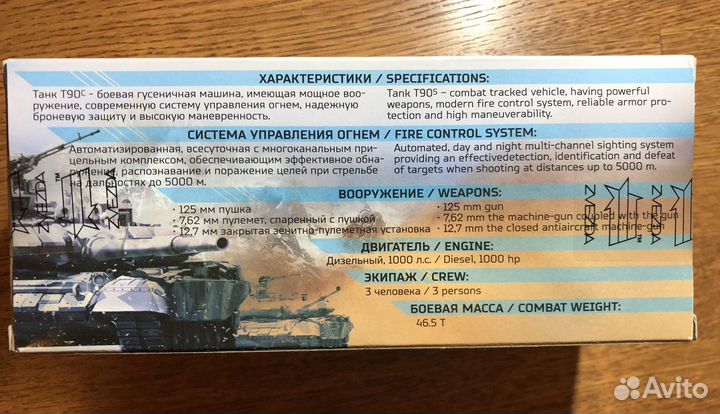 ХАРАКТЕРИСТИКИ / SPECIFICATIONS:
Танк Т90С - боевая гусеничная машина, имеющая мощное воо-
ружение, современную систему управления огнем, надежную
броневую защиту и высокую маневренность.
Tank T90S – combat tracked vehicle, having powerful
weapons, modern fire control system, reliable armor pro-
tection and high maneuverability.
СИСТЕМА УПРАВЛЕНИЯ ОГНЕМ / FIRE CONTROL SYSTEM:
Автоматизированная, всесуточная с многоканальным при-
цельным комплексом, обеспечивающим эффективное обна-
ружение, распознавание и поражение целей при стрельбе
на дальностях до 5000 м.
Automated, day and night multi-channel sighting system
providing an effectivedetection, identification and defeat
of targets when shooting at distances up to 5000 m.
ВООРУЖЕНИЕ / WEAPONS:
• 125 мм пушка
• 7,62 мм пулемет, спаренный с пушкой
• 12,7 мм закрытая зенитно-пулеметная установка
• 125 mm gun
• 7,62 mm the machine-gun coupled with the gun
• 12,7 mm the closed antiaircraft machine-gun
ДВИГАТЕЛЬ / ENGINE:
Дизельный, 1000 л.с. / Diesel, 1000 hp
ЭКИПАЖ / CREW:
3 человека / 3 persons
БОЕВАЯ МАССА / COMBAT WEIGHT:
46.5 Т
Avito